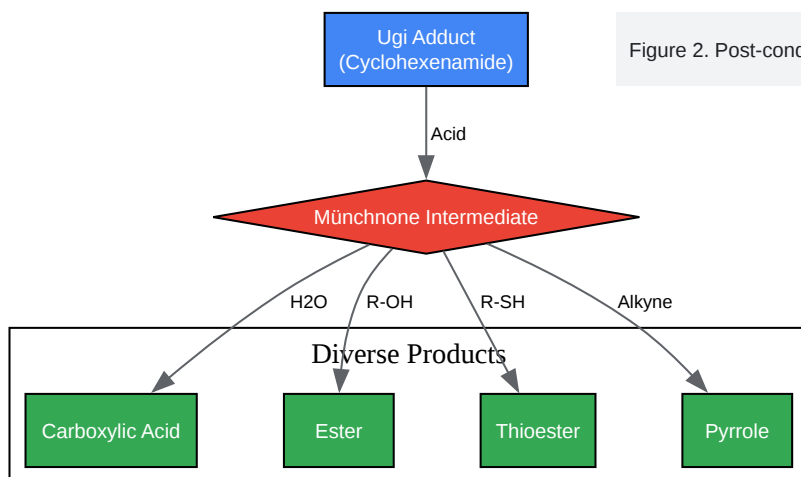 Ugi Adduct
(Cyclohexenamide)
Figure 2. Post-cond
Acid
Münchnone Intermediate
H2O
R-OH
R-SH
Alkyne
Diverse Products
Carboxylic Acid
Ester
Thioester
Pyrrole